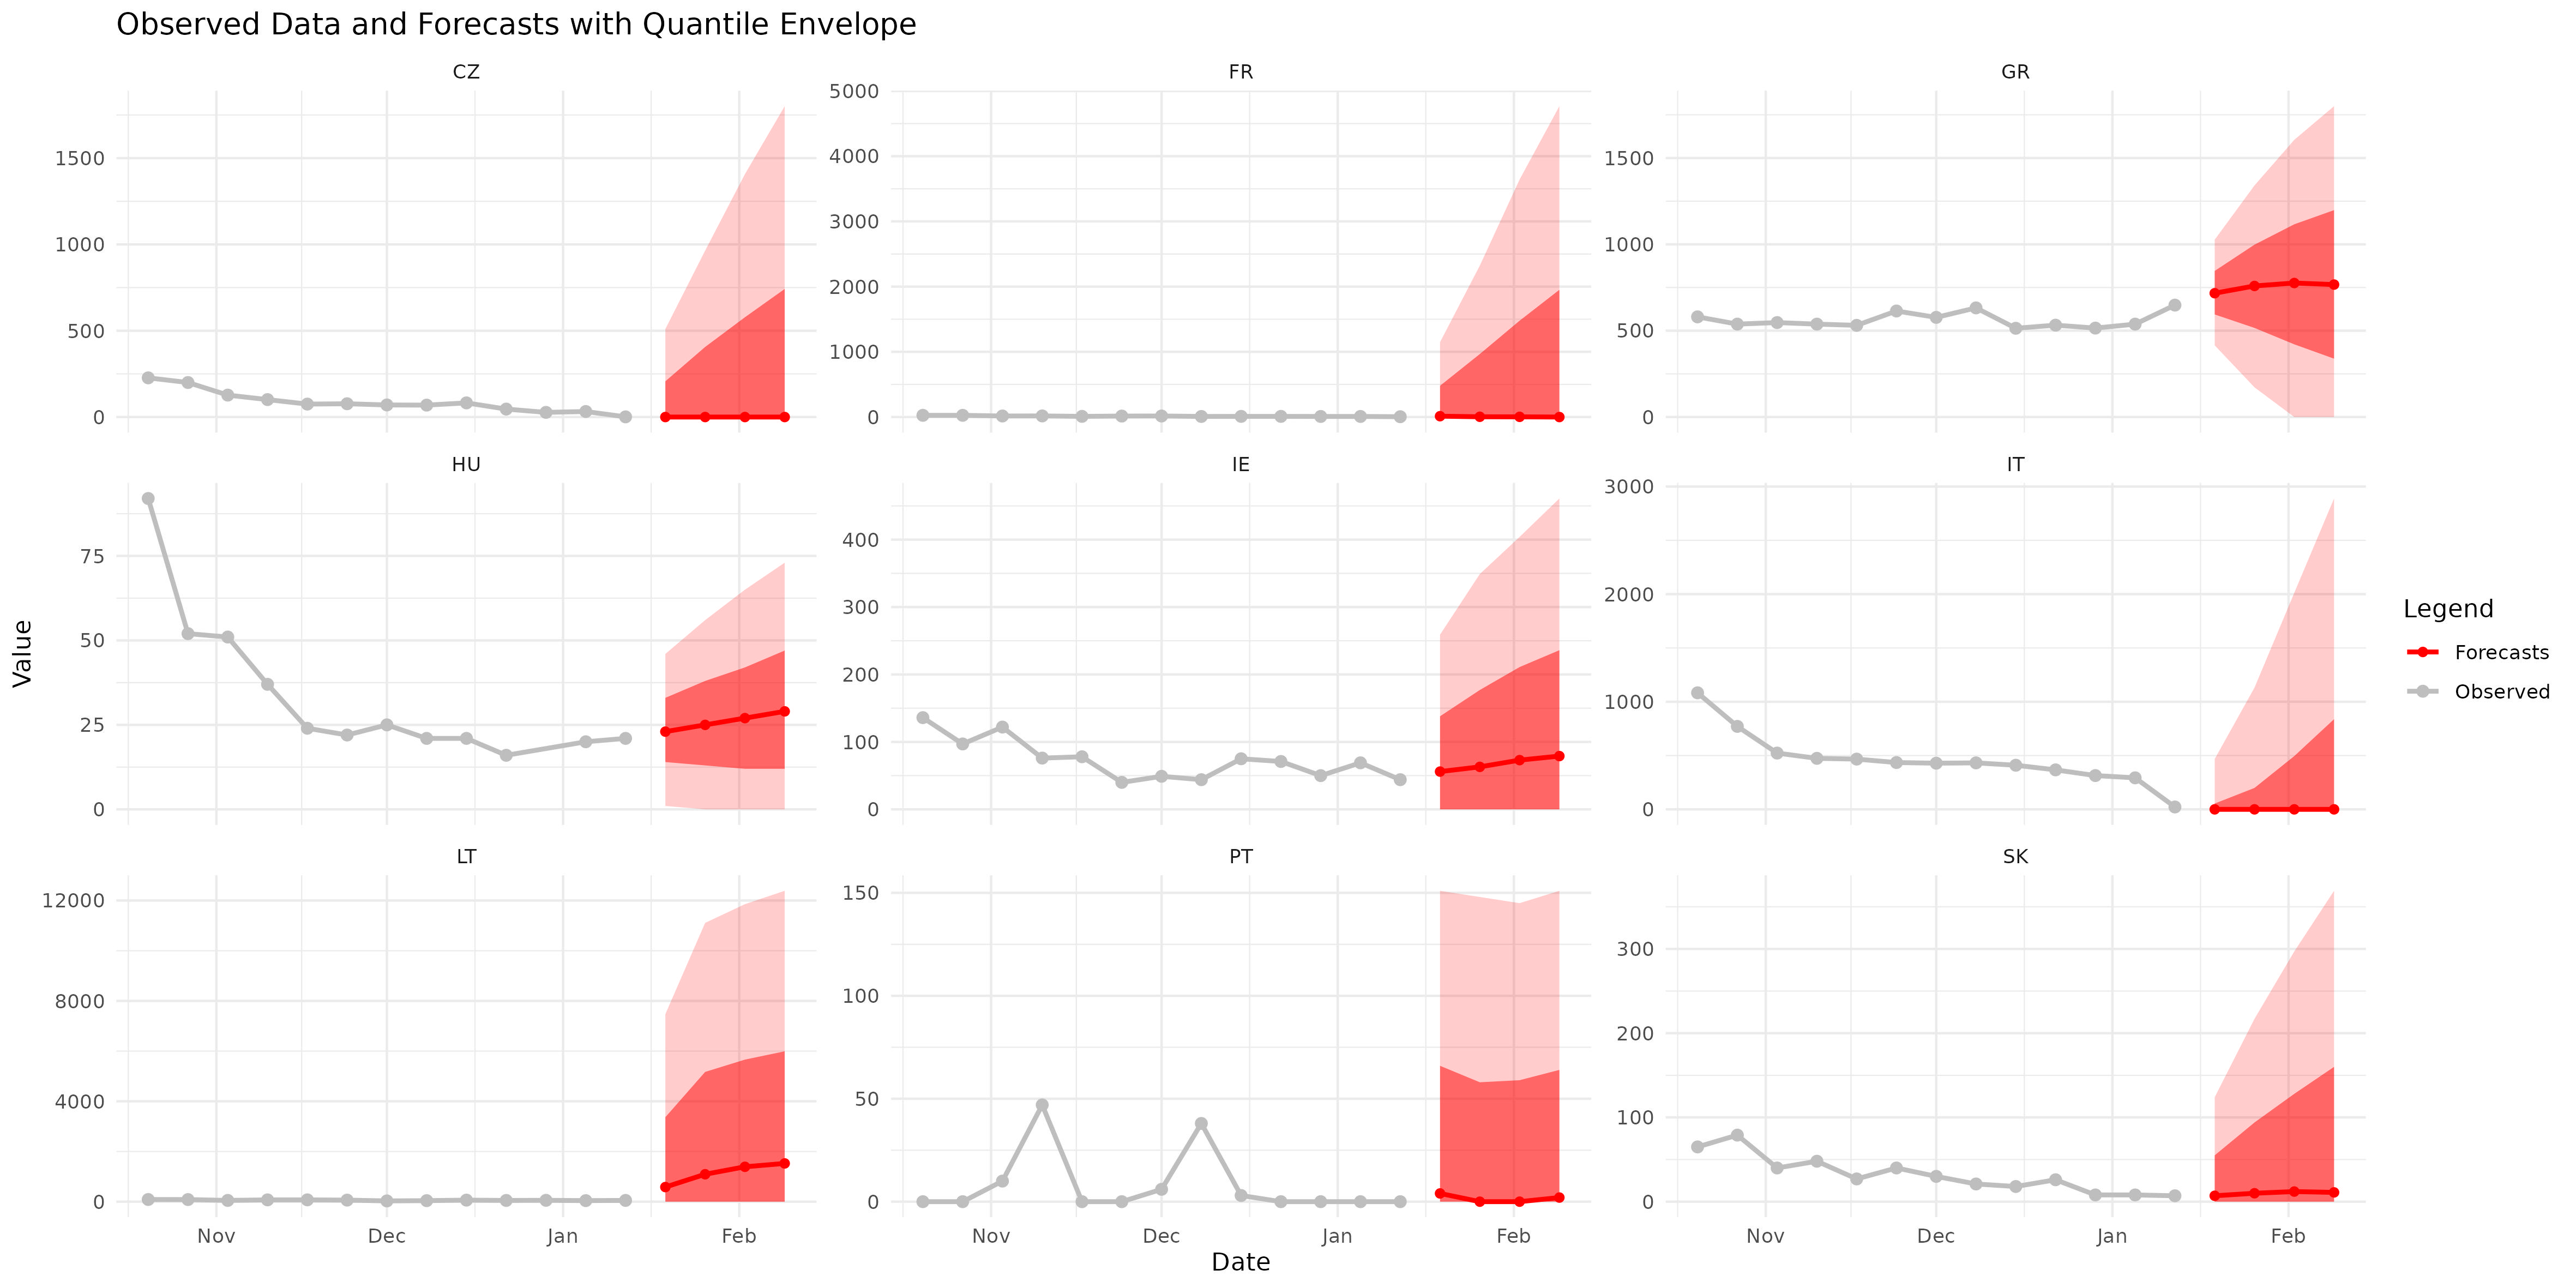 Observed Data and Forecasts with Quantile Envelope
CZ
FR
GR
0
500
1000
1500
0
1000
2000
3000
4000
5000
0
500
1000
1500
HU
IE
IT
0
25
50
75
0
100
200
300
400
0
1000
2000
3000
LT
PT
SK
0
4000
8000
12000
0
50
100
150
0
100
200
300
Nov Dec Jan Feb
Nov Dec Jan Feb
Nov Dec Jan Feb
Date
Value
Legend
Forecasts
Observed